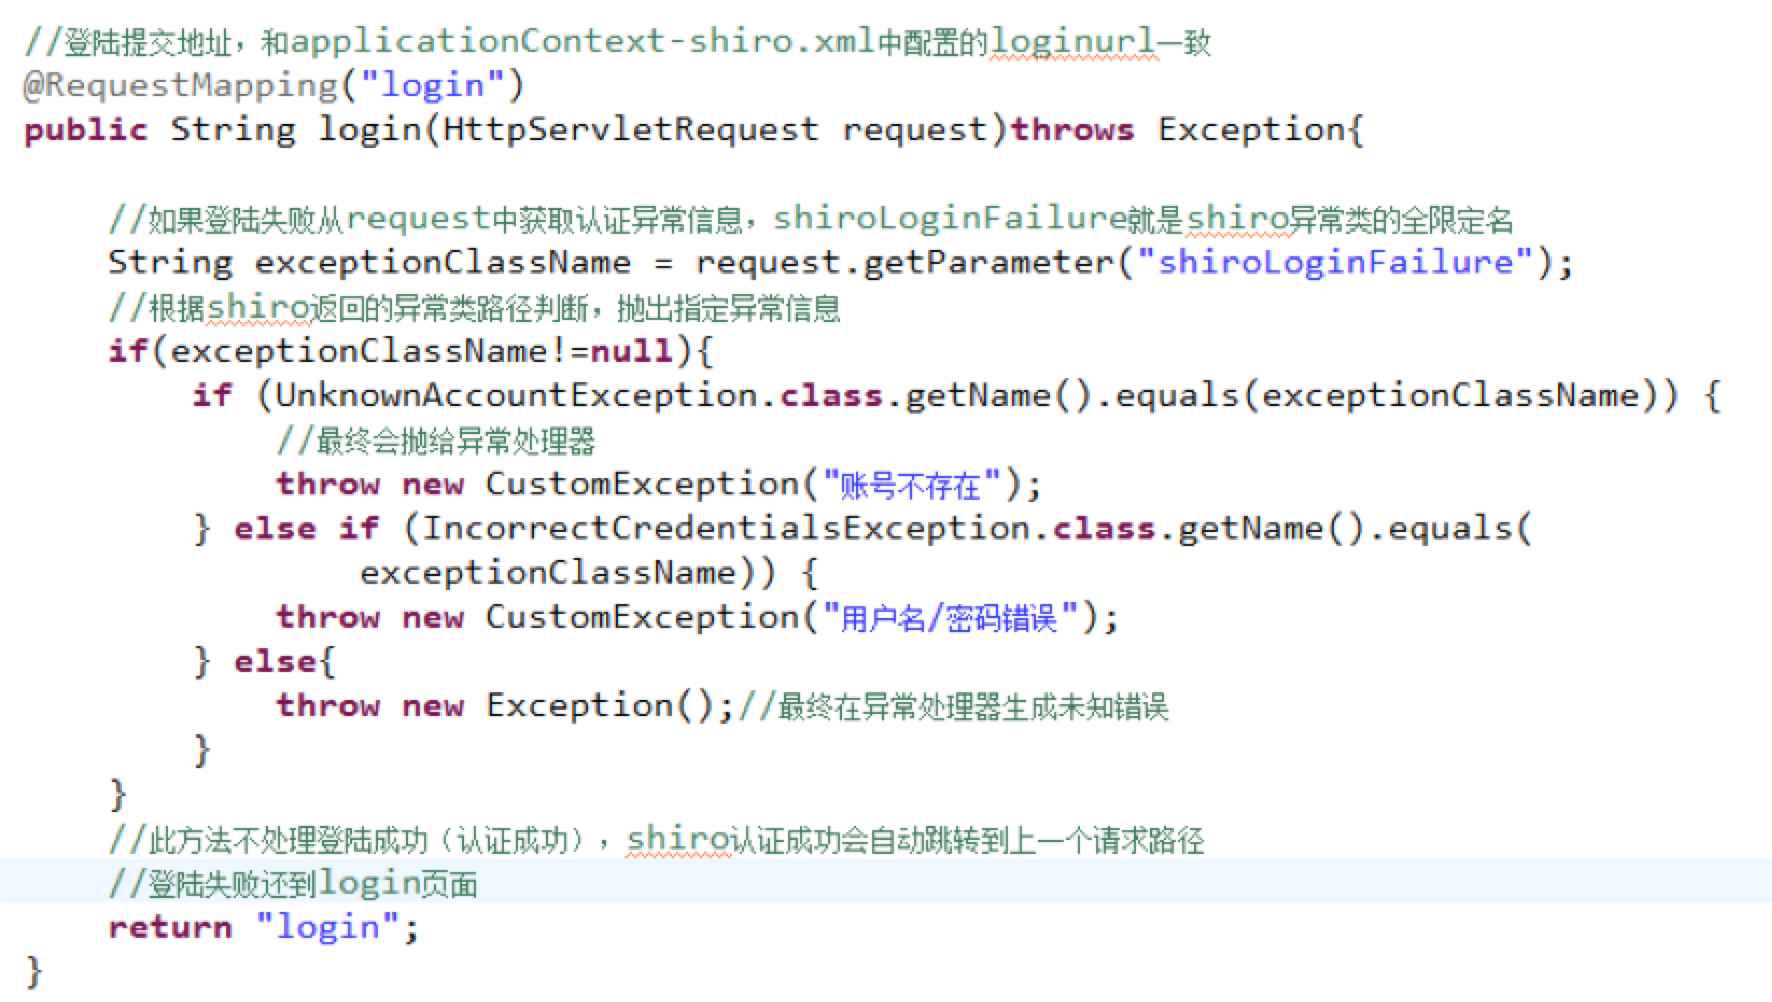 //登陆提交地址，和applicationContext-shiro.xml中配置的loginurl一致
@RequestMapping("login")
public String login(HttpServletRequest request)throws Exception{
//如果登陆失败从request中获取认证异常信息，shiroLoginFailure就是shiro异常类的全限定名
String exceptionClassName = request.getParameter("shiroLoginFailure");
//根据shiro返回的异常类路径判断，抛出指定异常信息
if(exceptionClassName!=null){
if (UnknownAccountException.class.getName().equals(exceptionClassName)) {
//最终会抛给异常处理器
throw new CustomException("账号不存在");
} else if (IncorrectCredentialsException.class.getName().equals(
exceptionClassName)) {
throw new CustomException("用户名/密码错误");
} else{
throw new Exception();//最终在异常处理器生成未知错误
}
}
//此方法不处理登陆成功（认证成功），shiro认证成功会自动跳转到上一个请求路径
//登陆失败还到login页面
return "login";
}